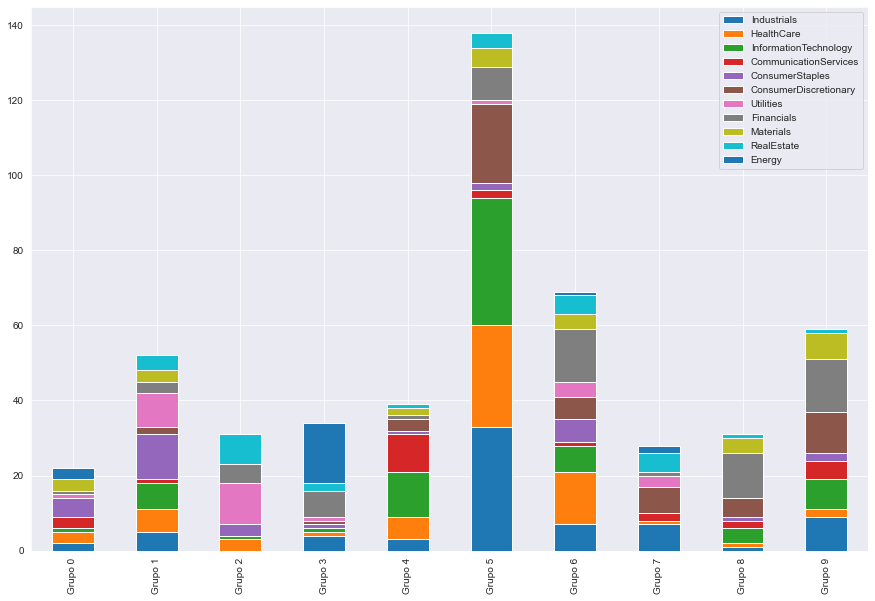 140
120
100
80
60
40
20
0
Industrials
HealthCare
InformationTechnology
CommunicationServices
ConsumerStaples
ConsumerDiscretionary
Utilities
Financials
Materials
RealEstate
Energy
Grupo 0
Grupo 1
Grupo 2
Grupo 3
Grupo 4
Grupo 5
Grupo 6
Grupo 7
Grupo 8
Grupo 9